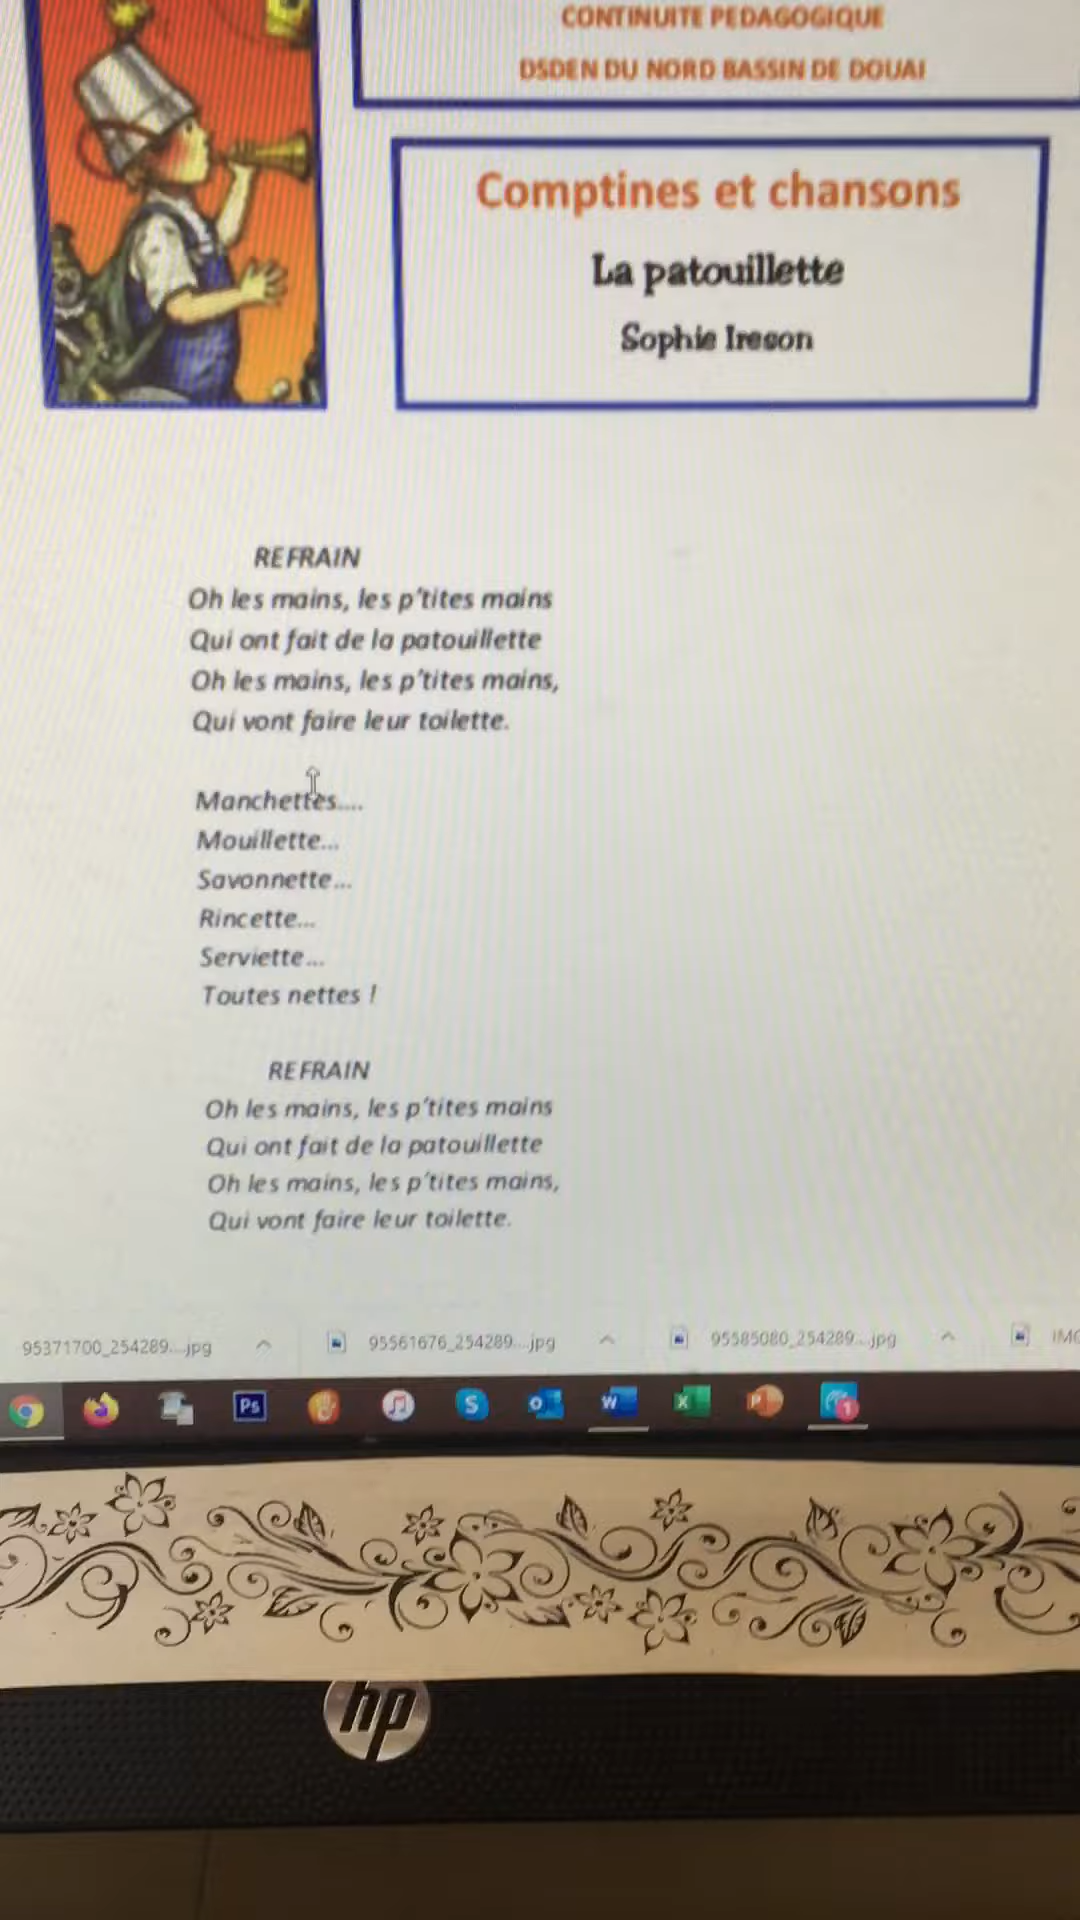 CONTINUITE PEDAGOGIQUE
DSDEN DU NORD BASSIN DE DOUAI
Comptines et chansons
La patouillette
Sophie Ireson
REFRAIN
Oh les mains, les p'tites mains
Qui ont fait de la patouillette
Oh les mains, les p'tites mains,
Qui vont faire leur toilette.
Manchettes....
Mouillette...
Savonnette...
Rincette...
Serviette...
Toutes nettes !
REFRAIN
Oh les mains, les p'tites mains
Qui ont fait de la patouillette
Oh les mains, les p'tites mains,
Qui vont faire leur toilette.
95371700_254289....jpg 95561676_254289....jpg 95585080_254289....jpg IMG
Ps S W X P 1
hp